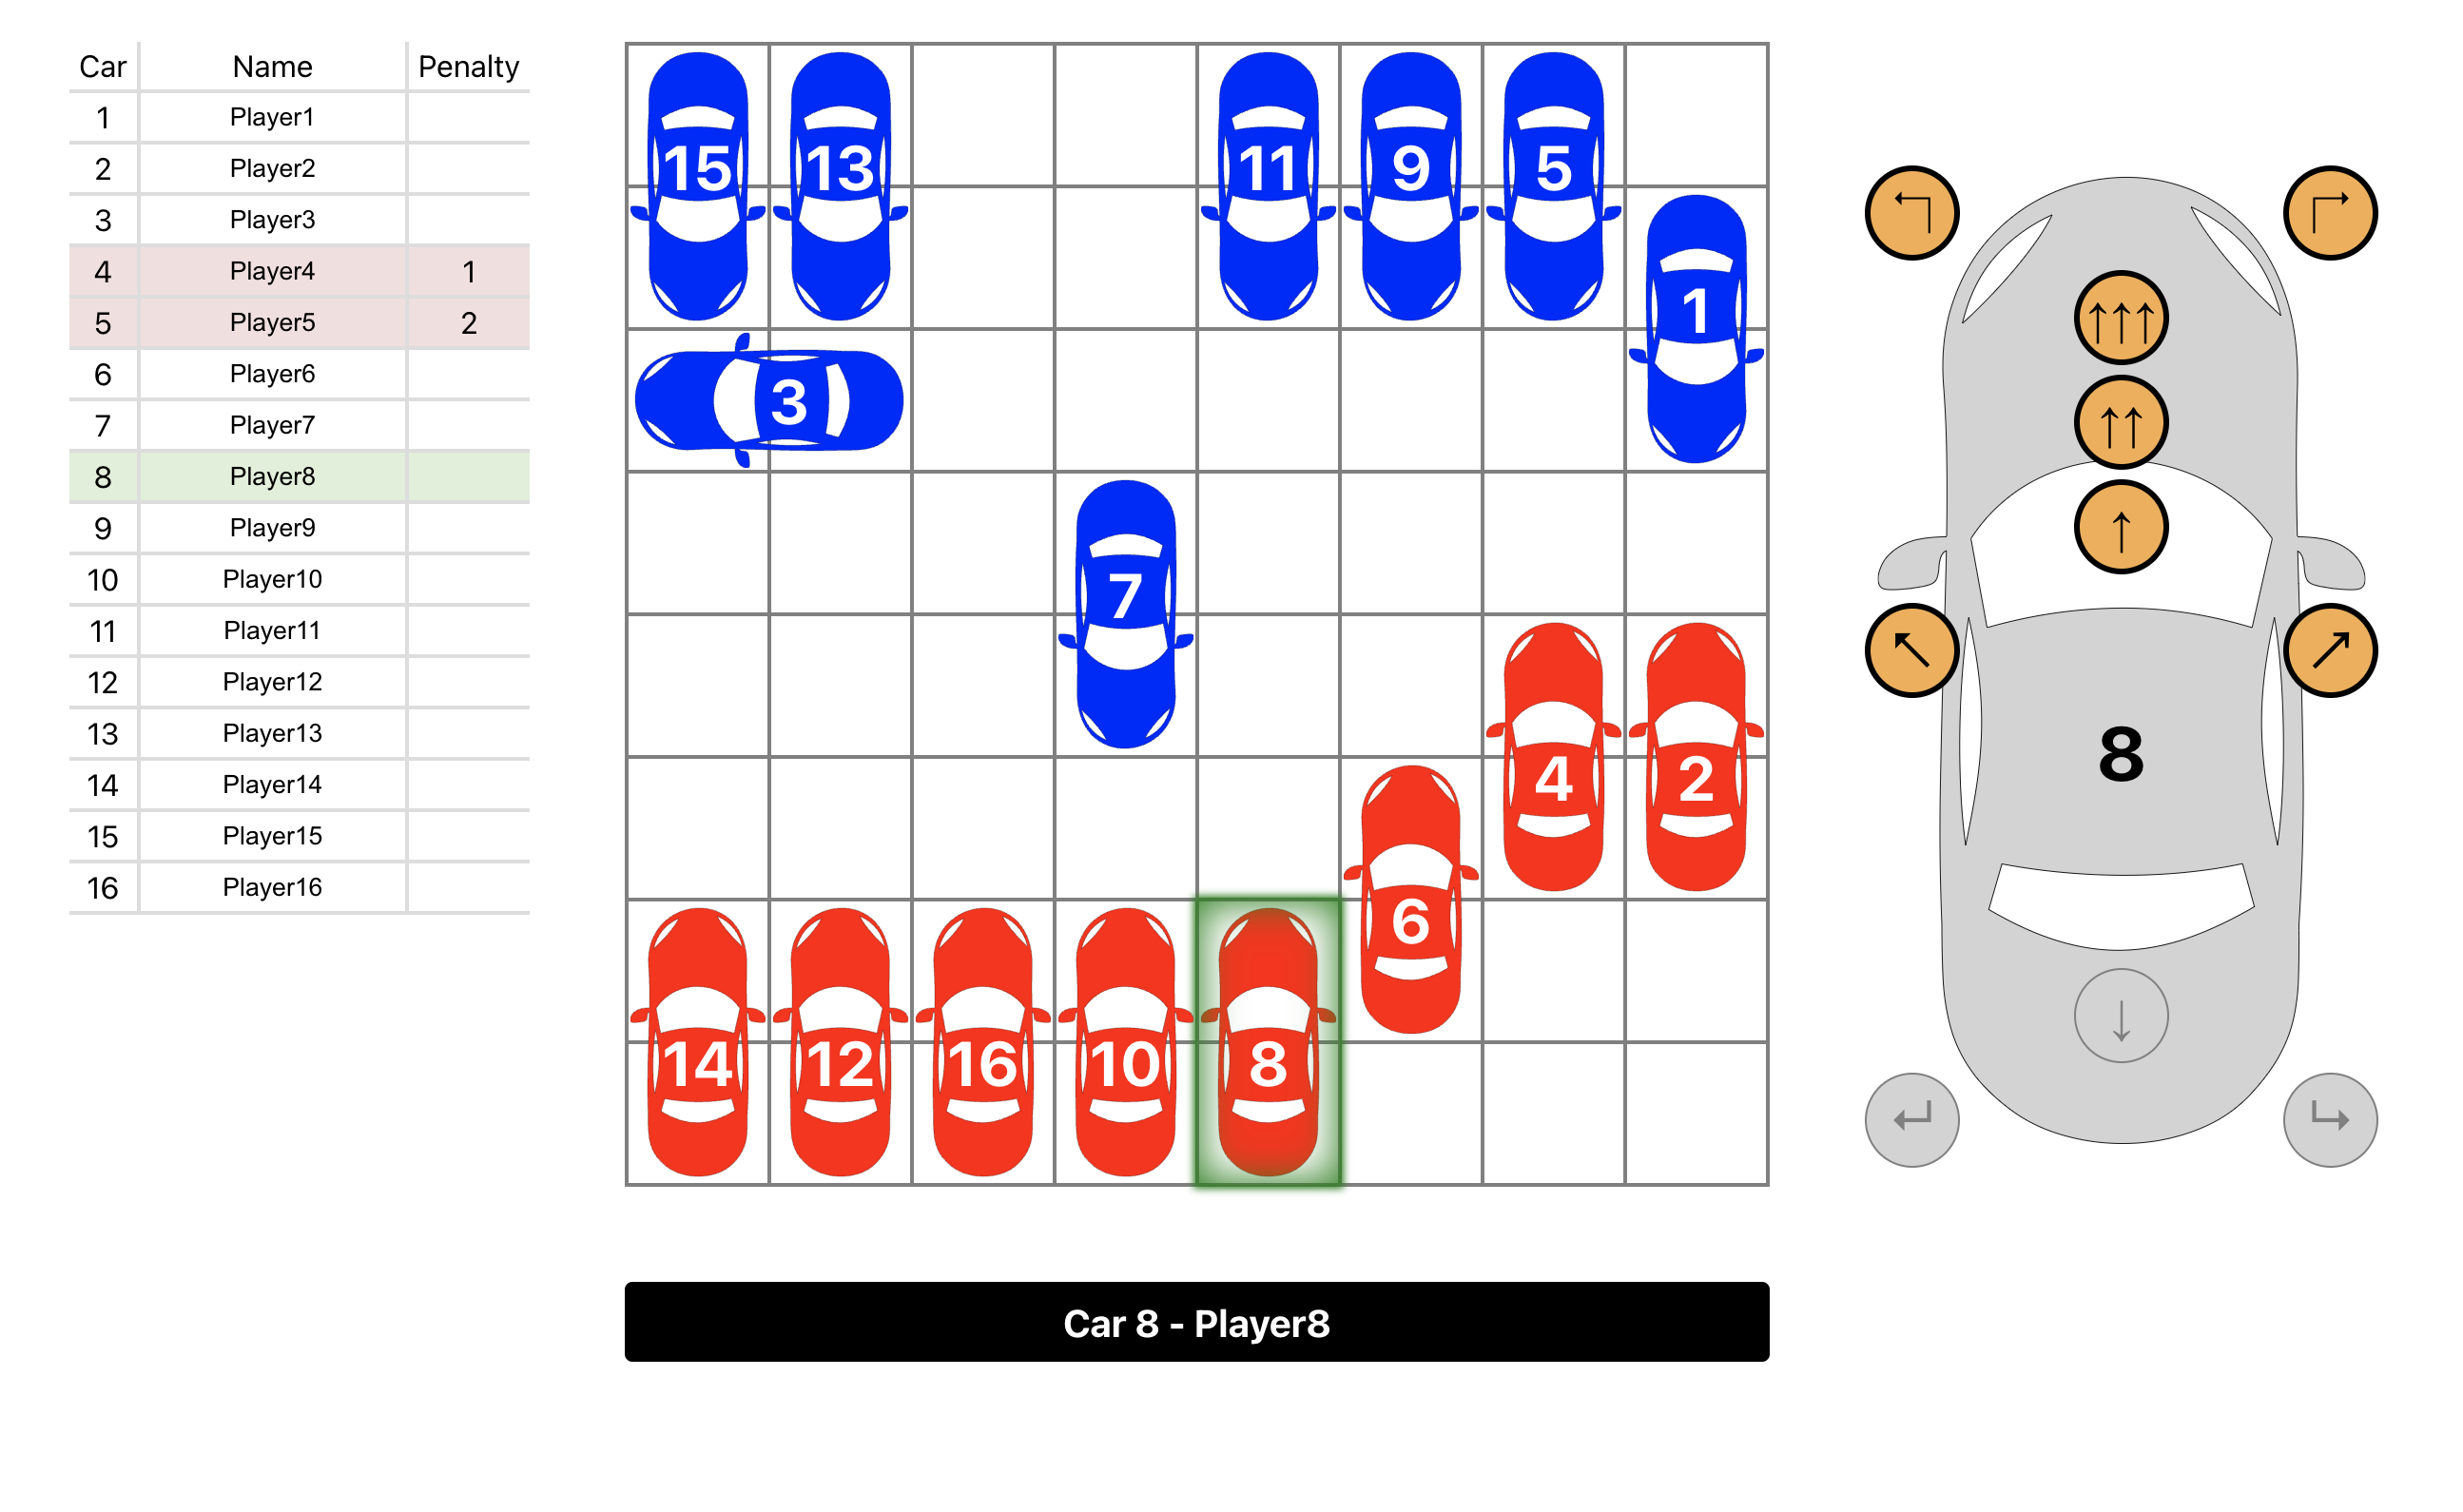 Car Name Penalty
1 Player1
2 Player2
3 Player3
4 Player4 1
5 Player5 2
6 Player6
7 Player7
8 Player8
9 Player9
10 Player10
11 Player11
12 Player12
13 Player13
14 Player14
15 Player15
16 Player16
15 13 11 9 5
1
3
7
4 2
6
14 12 16 10 8
Car 8 - Player8
↰ ↱
↑↑↑
↑↑
↑
↖ ↗
8
↓
↵ ↳